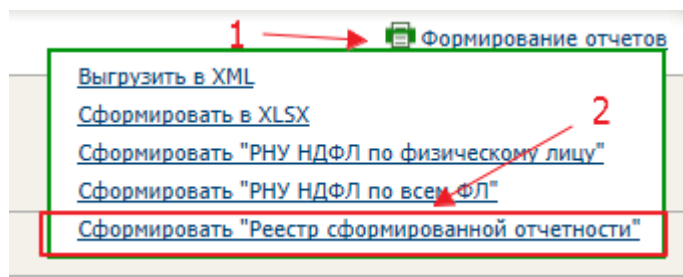 1
Формирование отчетов
Выгрузить в XML
Сформировать в XLSX
2
Сформировать "РНУ НДФЛ по физическому лицу"
Сформировать "РНУ НДФЛ по всем ФЛ"
Сформировать "Реестр сформированной отчетности"